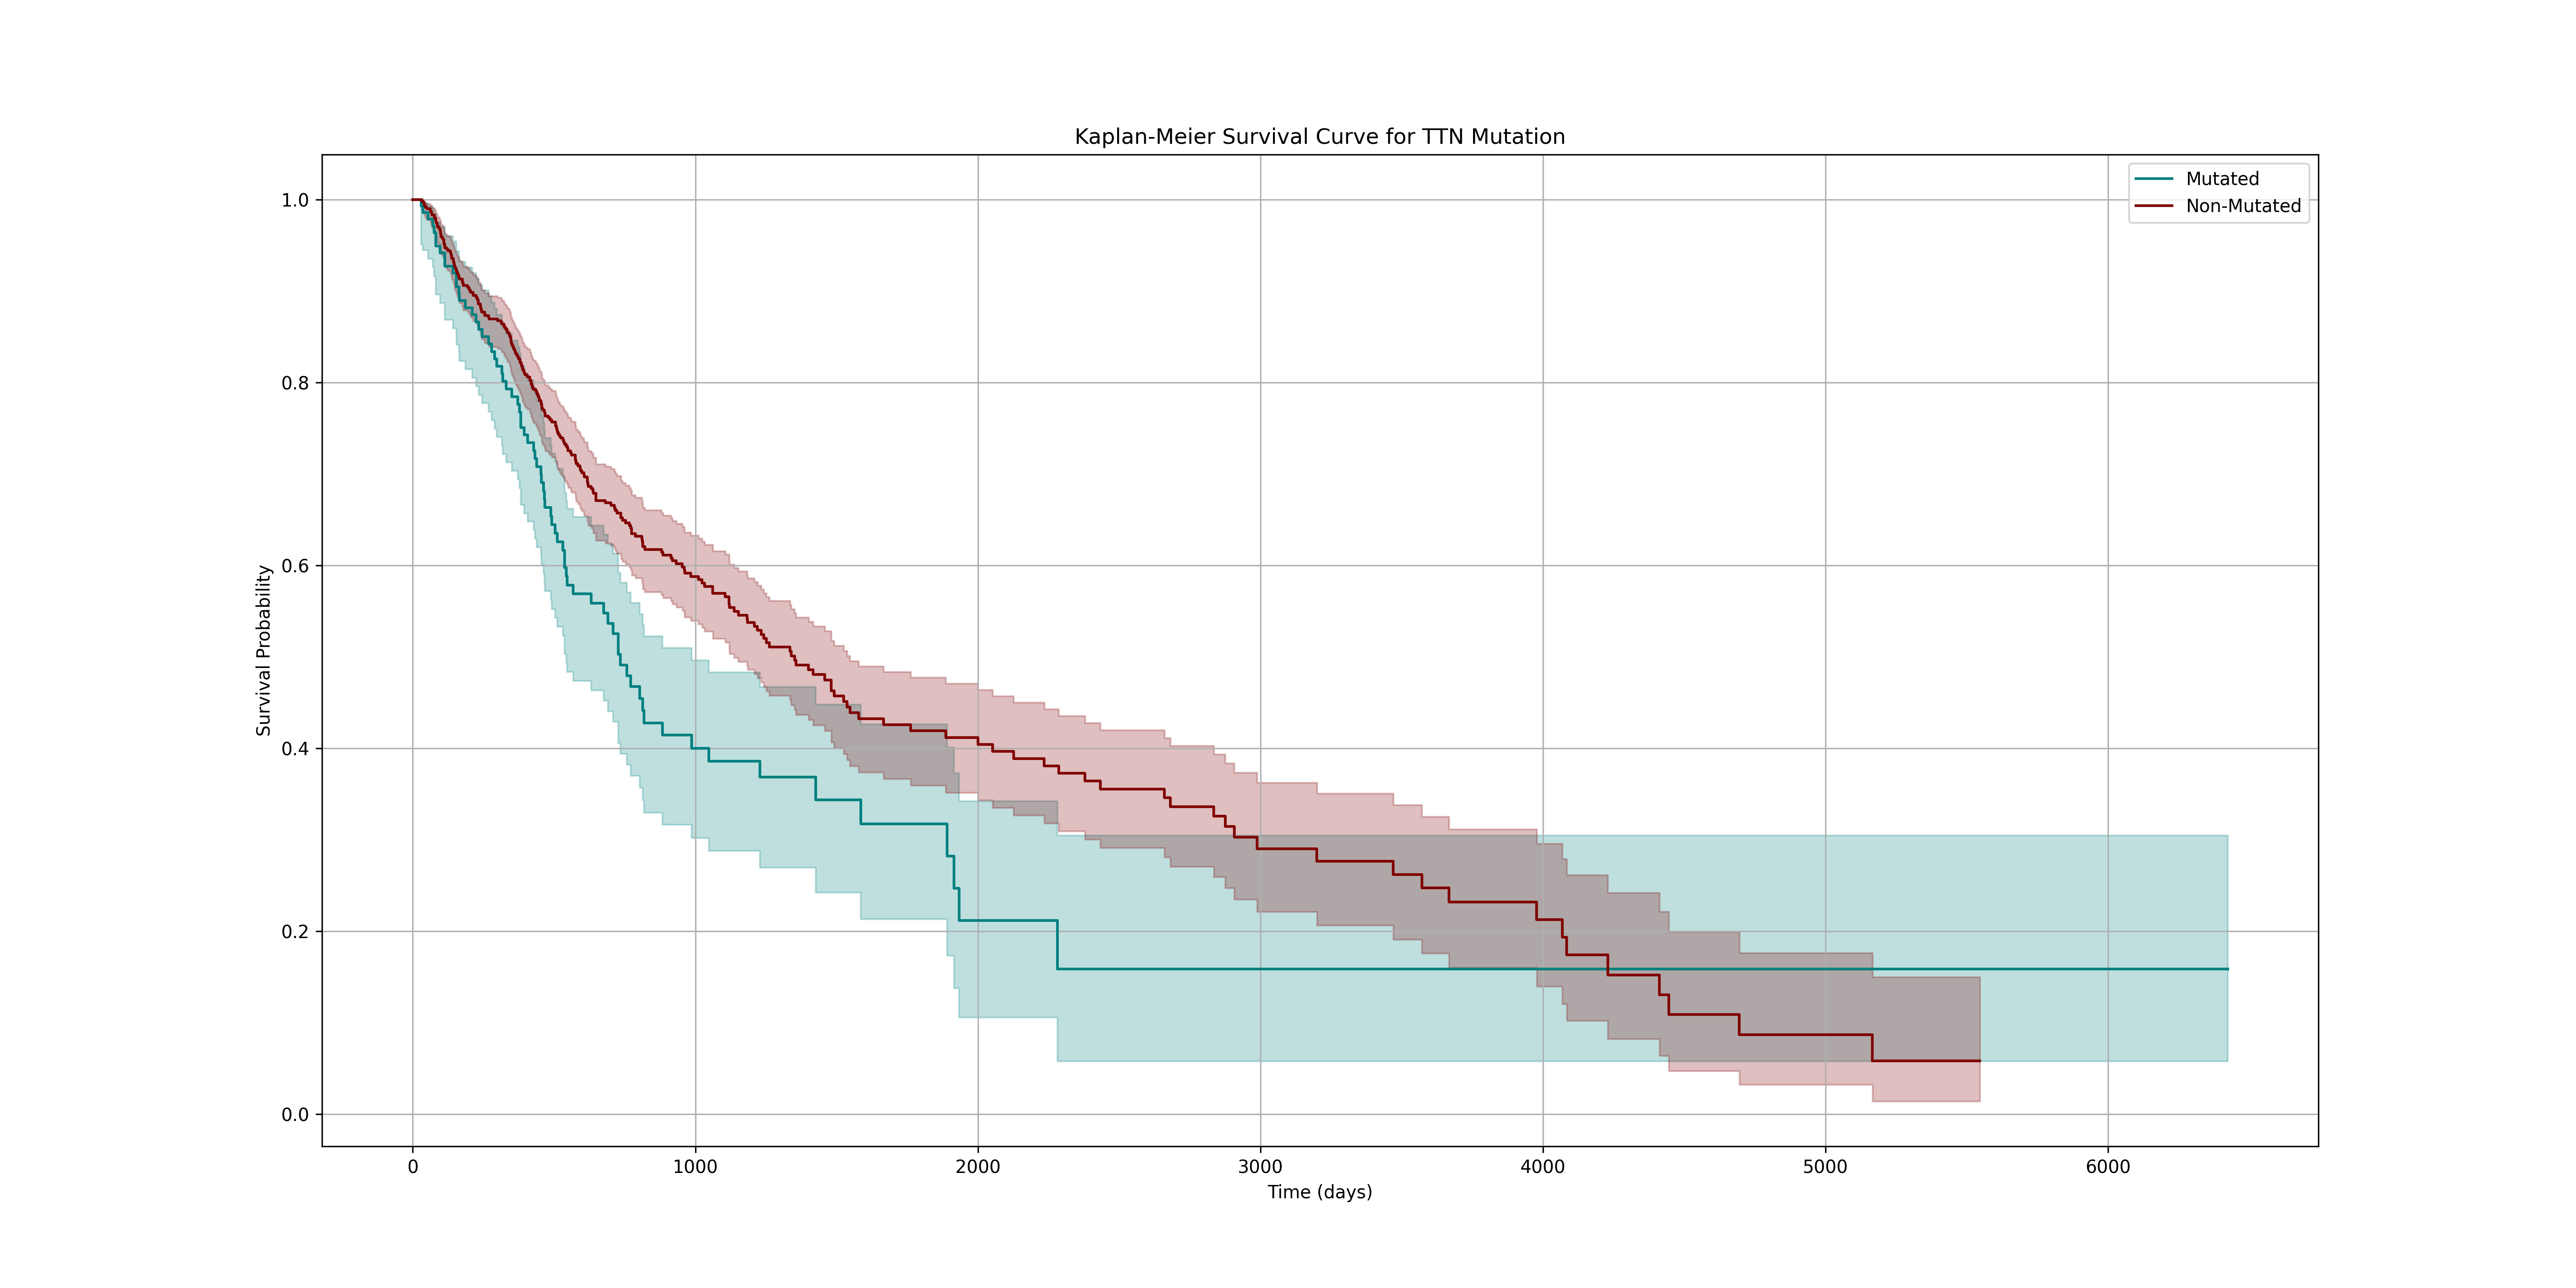 Kaplan-Meier Survival Curve for TTN Mutation
Mutated
Non-Mutated
1.0
0.8
0.6
0.4
0.2
0.0
Survival Probability
0 1000 2000 3000 4000 5000 6000
Time (days)